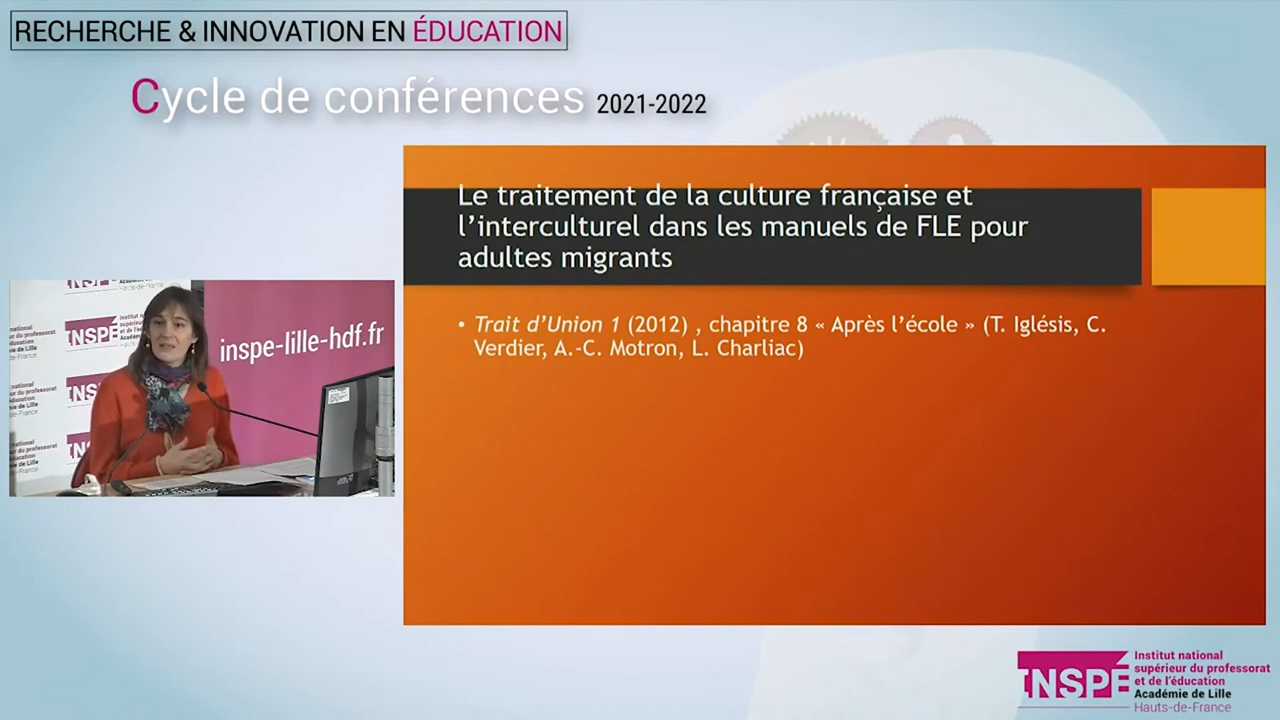 RECHERCHE & INNOVATION EN ÉDUCATION
Cycle de conférences 2021-2022
Le traitement de la culture française et
l’interculturel dans les manuels de FLE pour
adultes migrants
• Trait d’Union 1 (2012) , chapitre 8 « Après l’école » (T. Iglésis, C.
Verdier, A.-C. Motron, L. Charliac)
inspe-lille-hdf.fr
INSPÉ
Institut national
supérieur du professorat
et de l’éducation
Académie de Lille
Hauts-de-France